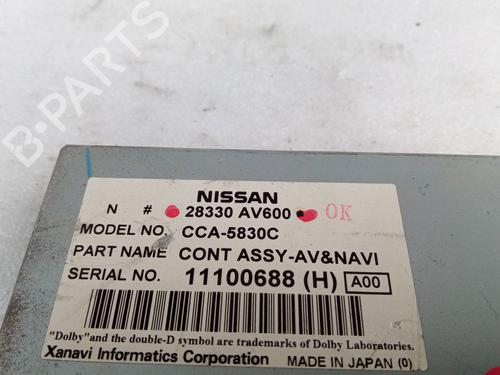 B-PARTS
NISSAN
N # 28330 AV600 OK
MODEL NO. CCA-5830C
PART NAME CONT ASSY-AV&NAVI
SERIAL NO. 11100688 (H) A00
"Dolby"and the double-D symbol are trademarks of Dolby Laboratories.
Xanavi Informatics Corporation MADE IN JAPAN (0)